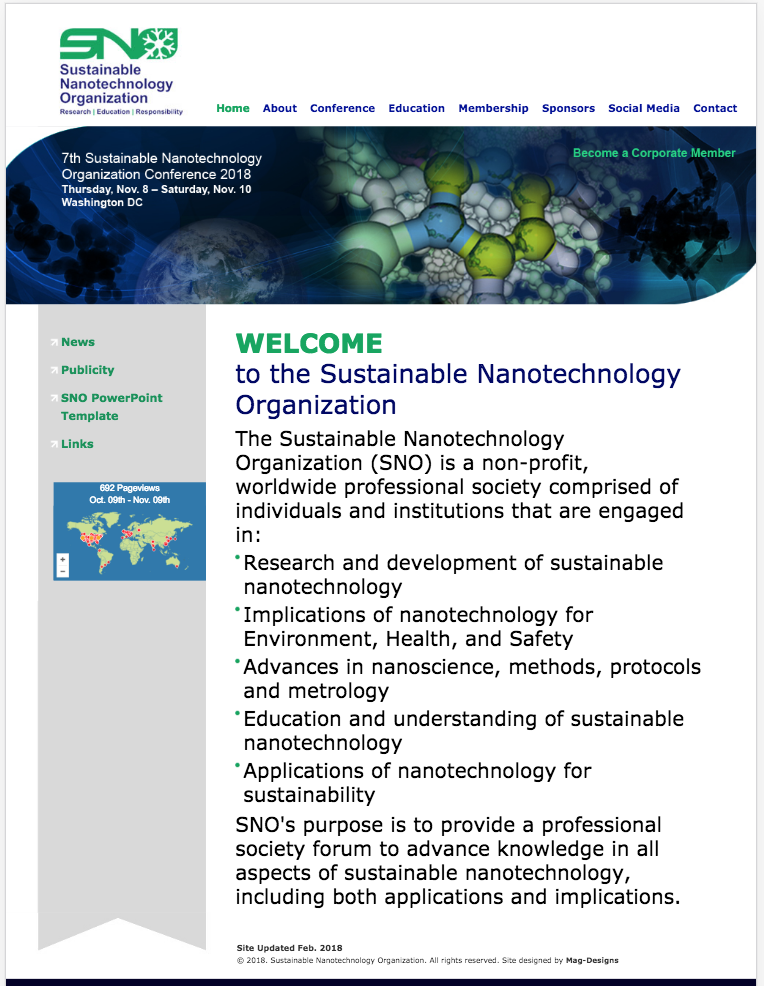 SNO
Sustainable
Nanotechnology
Organization
Research | Education | Responsibility
Home About Conference Education Membership Sponsors Social Media Contact
7th Sustainable Nanotechnology
Organization Conference 2018
Thursday, Nov. 8 – Saturday, Nov. 10
Washington DC
Become a Corporate Member
News
Publicity
SNO PowerPoint
Template
Links
692 Pageviews
Oct. 09th - Nov. 09th
+
−
WELCOME
to the Sustainable Nanotechnology
Organization
The Sustainable Nanotechnology
Organization (SNO) is a non-profit,
worldwide professional society comprised of
individuals and institutions that are engaged
in:
• Research and development of sustainable
nanotechnology
• Implications of nanotechnology for
Environment, Health, and Safety
• Advances in nanoscience, methods, protocols
and metrology
• Education and understanding of sustainable
nanotechnology
• Applications of nanotechnology for
sustainability
SNO's purpose is to provide a professional
society forum to advance knowledge in all
aspects of sustainable nanotechnology,
including both applications and implications.
Site Updated Feb. 2018
© 2018. Sustainable Nanotechnology Organization. All rights reserved. Site designed by Mag-Designs